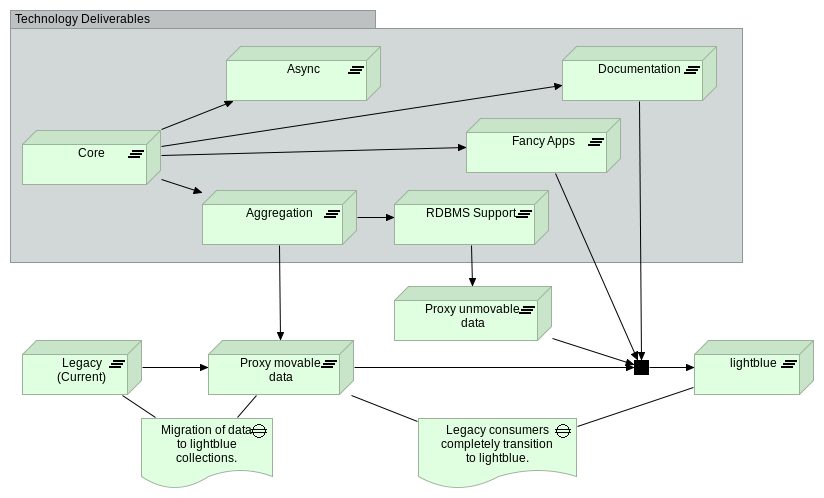 Technology Deliverables
Async
Documentation
Core
Fancy Apps
Aggregation
RDBMS Support
Proxy unmovable
data
Legacy
(Current)
Proxy movable
data
lightblue
Migration of data
to lightblue
collections.
Legacy consumers
completely transition
to lightblue.